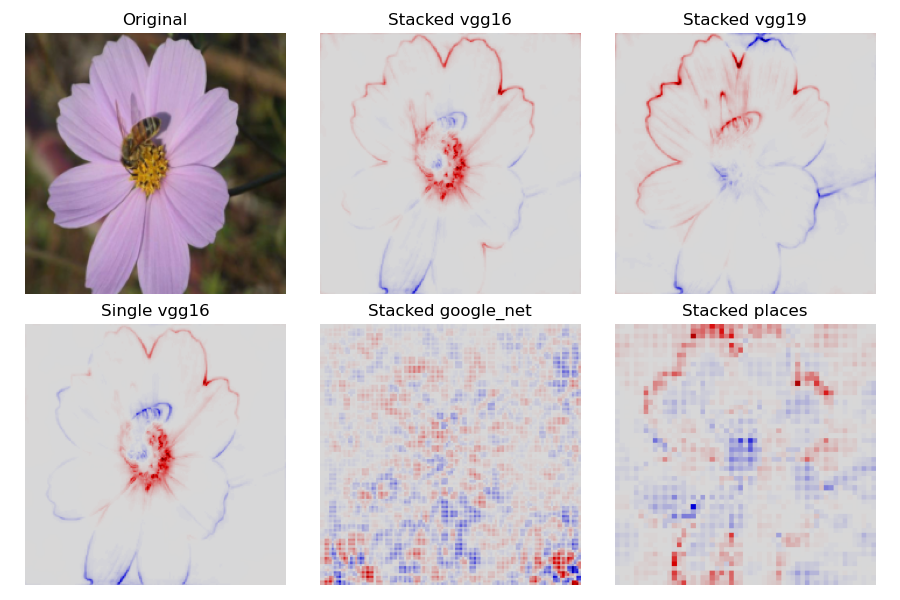 Original
Stacked vgg16
Stacked vgg19
Single vgg16
Stacked google_net
Stacked places